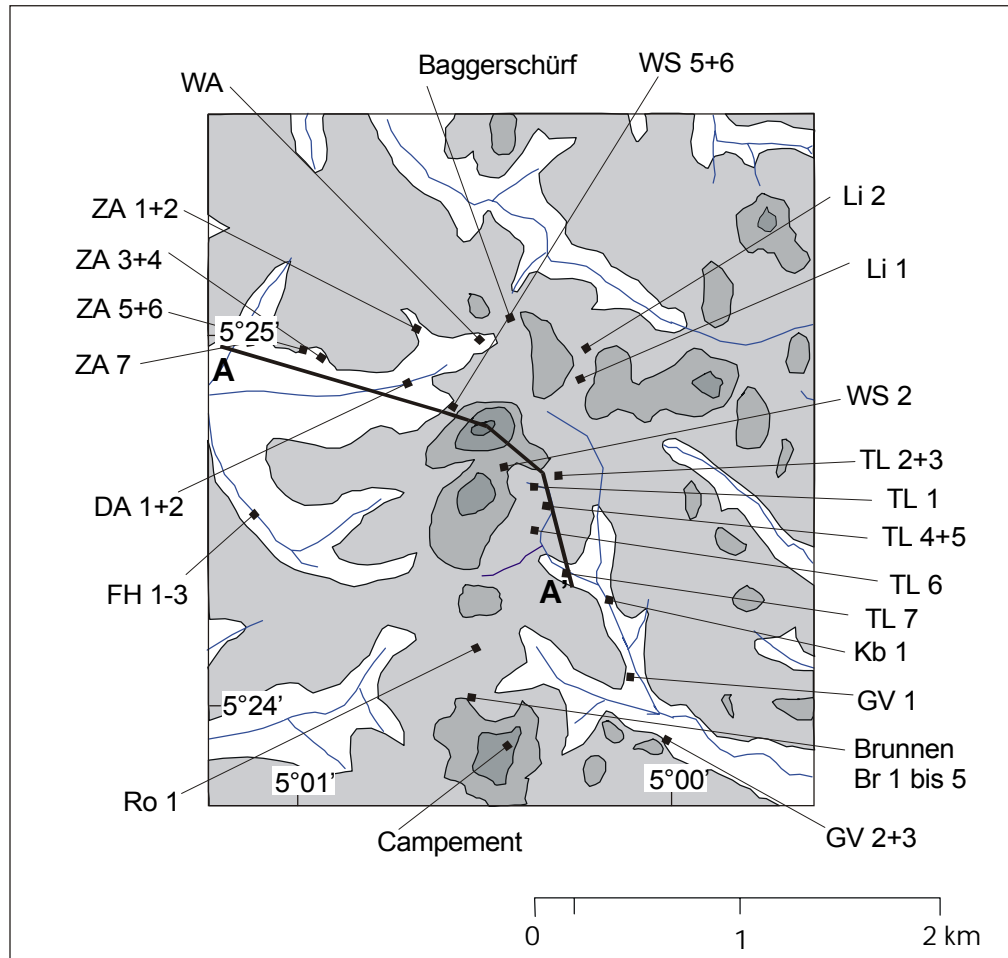 WS 5+6
Baggerschürf
WA
ZA 1+2
Li 2
ZA 3+4
Li 1
ZA 5+6
5°25'
ZA 7
A
WS 2
TL 2+3
TL 1
DA 1+2
TL 4+5
TL 6
FH 1-3
A'
TL 7
Kb 1
5°24'
GV 1
Brunnen
Br 1 bis 5
5°01'
5°00'
Ro 1
Campement
GV 2+3
0
1
2 km